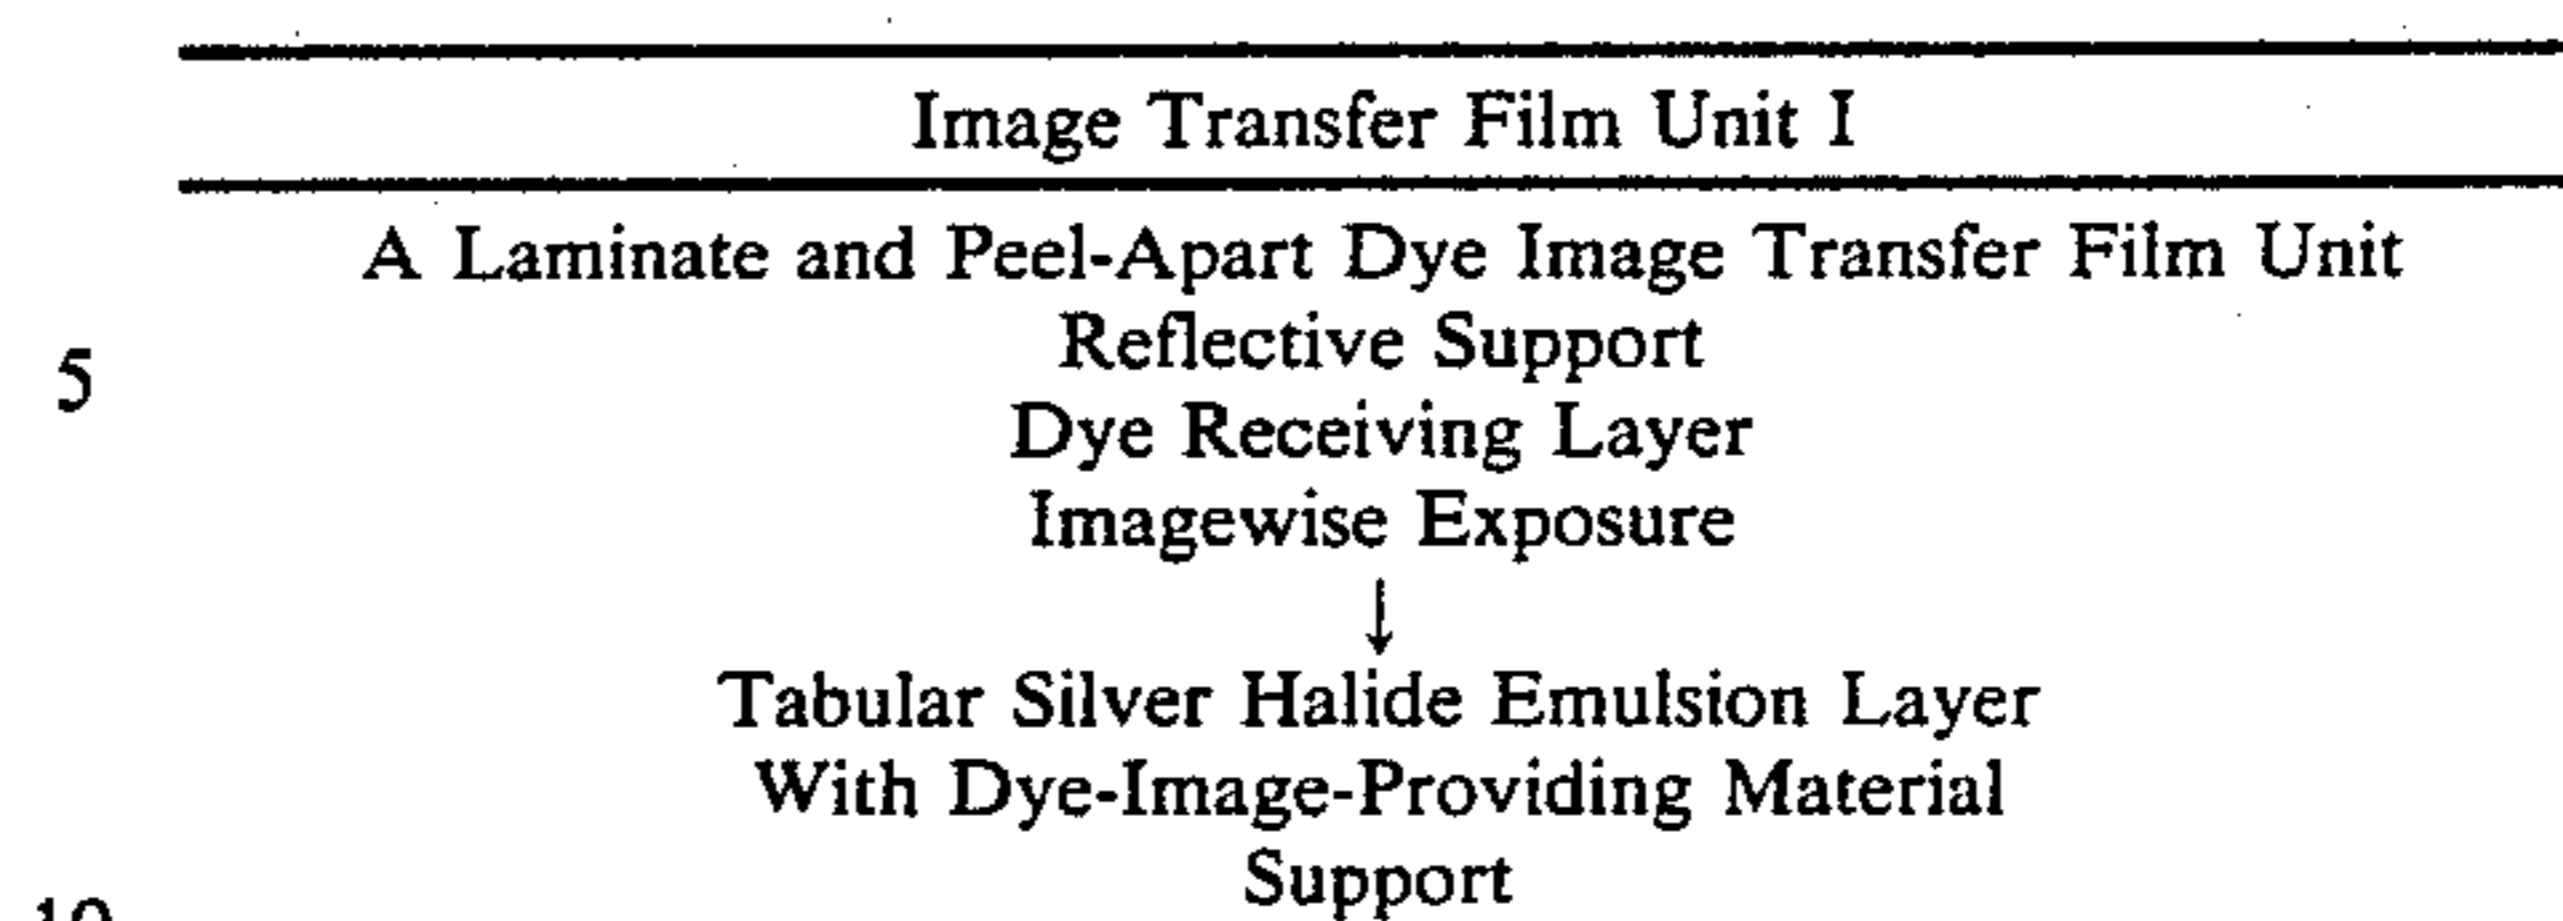 Image Transfer Film Unit I
A Laminate and Peel-Apart Dye Image Transfer Film Unit
Reflective Support
5
Dye Receiving Layer
Imagewise Exposure
↓
Tabular Silver Halide Emulsion Layer
With Dye-Image-Providing Material
Support
10